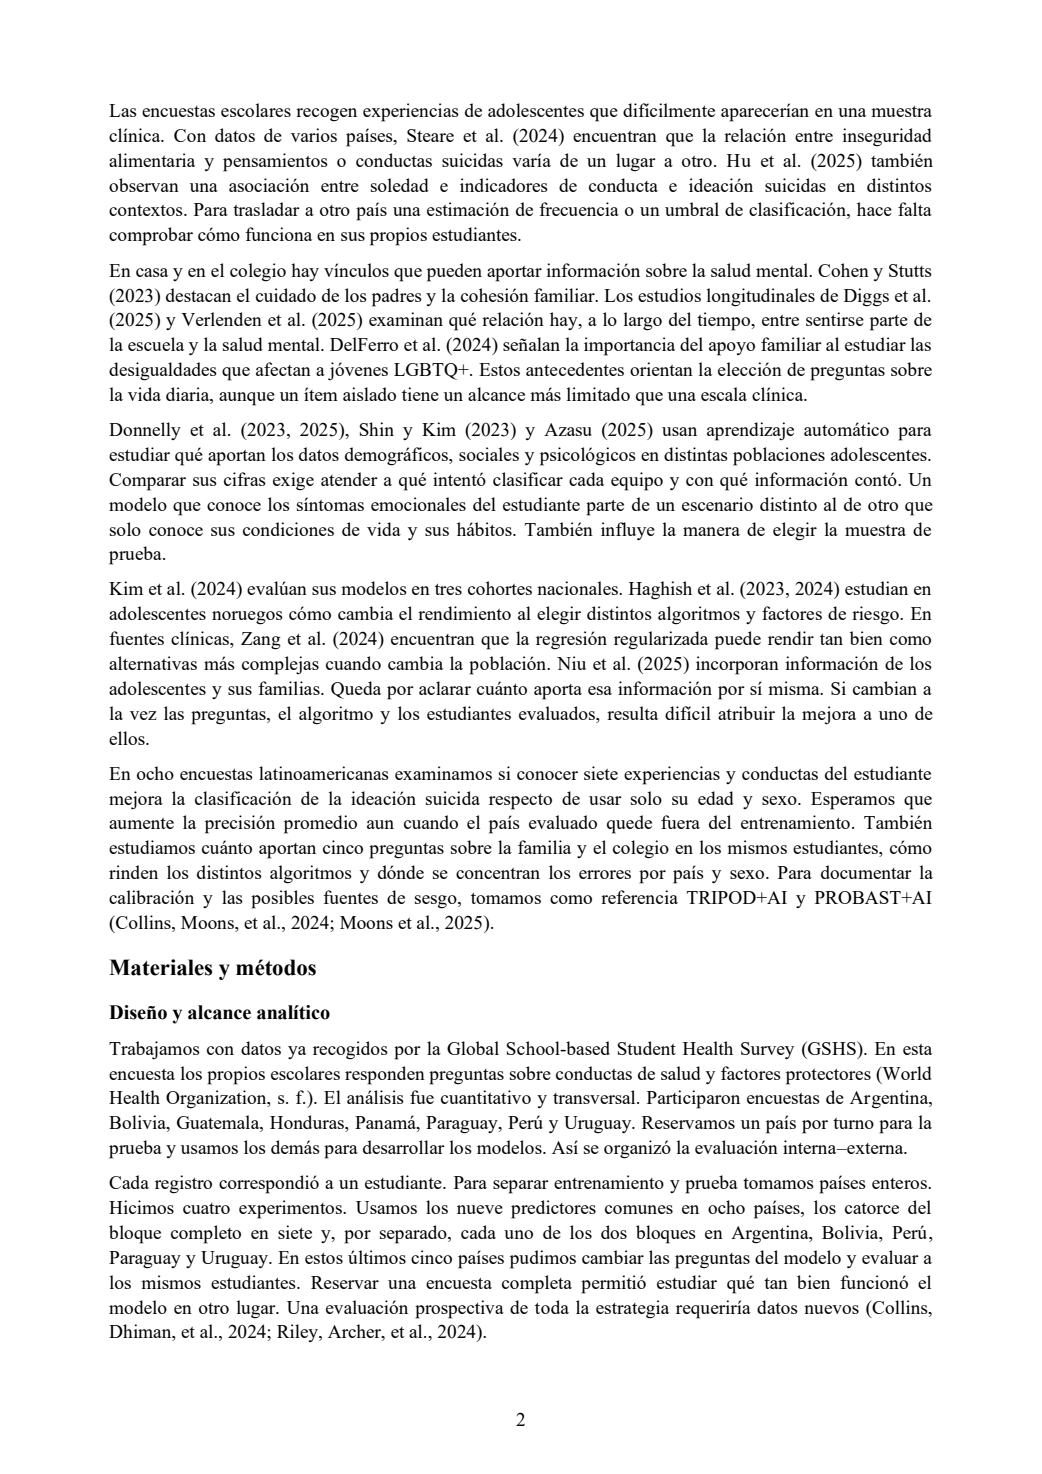 Las encuestas escolares recogen experiencias de adolescentes que difícilmente aparecerían en una muestra
clínica. Con datos de varios países, Steare et al. (2024) encuentran que la relación entre inseguridad
alimentaria y pensamientos o conductas suicidas varía de un lugar a otro. Hu et al. (2025) también
observan una asociación entre soledad e indicadores de conducta e ideación suicidas en distintos
contextos. Para trasladar a otro país una estimación de frecuencia o un umbral de clasificación, hace falta
comprobar cómo funciona en sus propios estudiantes.
En casa y en el colegio hay vínculos que pueden aportar información sobre la salud mental. Cohen y Stutts
(2023) destacan el cuidado de los padres y la cohesión familiar. Los estudios longitudinales de Diggs et al.
(2025) y Verlenden et al. (2025) examinan qué relación hay, a lo largo del tiempo, entre sentirse parte de
la escuela y la salud mental. DelFerro et al. (2024) señalan la importancia del apoyo familiar al estudiar las
desigualdades que afectan a jóvenes LGBTQ+. Estos antecedentes orientan la elección de preguntas sobre
la vida diaria, aunque un ítem aislado tiene un alcance más limitado que una escala clínica.
Donnelly et al. (2023, 2025), Shin y Kim (2023) y Azasu (2025) usan aprendizaje automático para
estudiar qué aportan los datos demográficos, sociales y psicológicos en distintas poblaciones adolescentes.
Comparar sus cifras exige atender a qué intentó clasificar cada equipo y con qué información contó. Un
modelo que conoce los síntomas emocionales del estudiante parte de un escenario distinto al de otro que
solo conoce sus condiciones de vida y sus hábitos. También influye la manera de elegir la muestra de
prueba.
Kim et al. (2024) evalúan sus modelos en tres cohortes nacionales. Haghish et al. (2023, 2024) estudian en
adolescentes noruegos cómo cambia el rendimiento al elegir distintos algoritmos y factores de riesgo. En
fuentes clínicas, Zang et al. (2024) encuentran que la regresión regularizada puede rendir tan bien como
alternativas más complejas cuando cambia la población. Niu et al. (2025) incorporan información de los
adolescentes y sus familias. Queda por aclarar cuánto aporta esa información por sí misma. Si cambian a
la vez las preguntas, el algoritmo y los estudiantes evaluados, resulta difícil atribuir la mejora a uno de
ellos.
En ocho encuestas latinoamericanas examinamos si conocer siete experiencias y conductas del estudiante
mejora la clasificación de la ideación suicida respecto de usar solo su edad y sexo. Esperamos que
aumente la precisión promedio aun cuando el país evaluado quede fuera del entrenamiento. También
estudiamos cuánto aportan cinco preguntas sobre la familia y el colegio en los mismos estudiantes, cómo
rinden los distintos algoritmos y dónde se concentran los errores por país y sexo. Para documentar la
calibración y las posibles fuentes de sesgo, tomamos como referencia TRIPOD+AI y PROBAST+AI
(Collins, Moons, et al., 2024; Moons et al., 2025).
Materiales y métodos
Diseño y alcance analítico
Trabajamos con datos ya recogidos por la Global School-based Student Health Survey (GSHS). En esta
encuesta los propios escolares responden preguntas sobre conductas de salud y factores protectores (World
Health Organization, s. f.). El análisis fue cuantitativo y transversal. Participaron encuestas de Argentina,
Bolivia, Guatemala, Honduras, Panamá, Paraguay, Perú y Uruguay. Reservamos un país por turno para la
prueba y usamos los demás para desarrollar los modelos. Así se organizó la evaluación interna–externa.
Cada registro correspondió a un estudiante. Para separar entrenamiento y prueba tomamos países enteros.
Hicimos cuatro experimentos. Usamos los nueve predictores comunes en ocho países, los catorce del
bloque completo en siete y, por separado, cada uno de los dos bloques en Argentina, Bolivia, Perú,
Paraguay y Uruguay. En estos últimos cinco países pudimos cambiar las preguntas del modelo y evaluar a
los mismos estudiantes. Reservar una encuesta completa permitió estudiar qué tan bien funcionó el
modelo en otro lugar. Una evaluación prospectiva de toda la estrategia requeriría datos nuevos (Collins,
Dhiman, et al., 2024; Riley, Archer, et al., 2024).
2